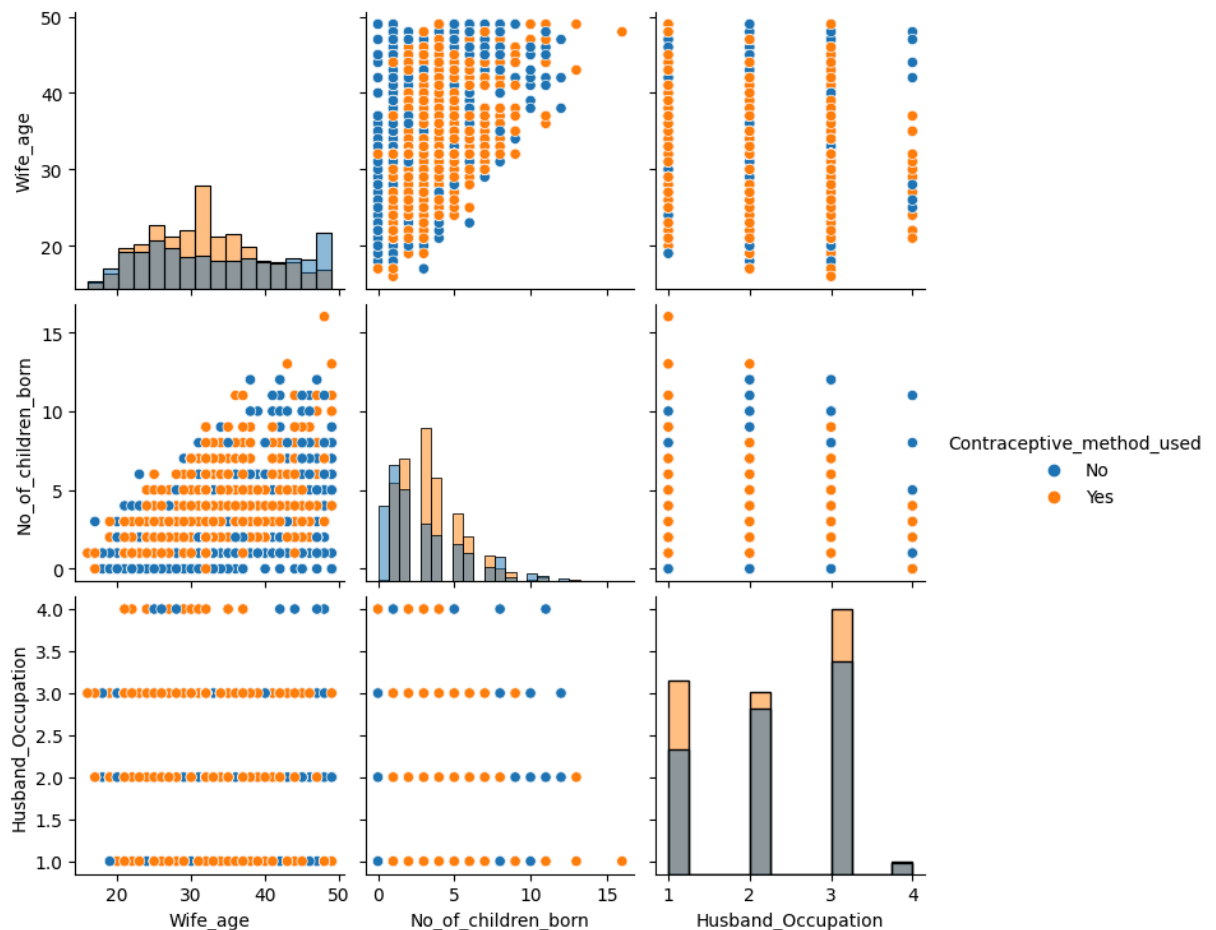 50
40
30
20
Wife_age
15
10
5
0
No_of_children_born
Contraceptive_method_used
No
Yes
4.0
3.5
3.0
2.5
2.0
1.5
1.0
Husband_Occupation
20 30 40 50
0 5 10 15
1 2 3 4
Wife_age
No_of_children_born
Husband_Occupation